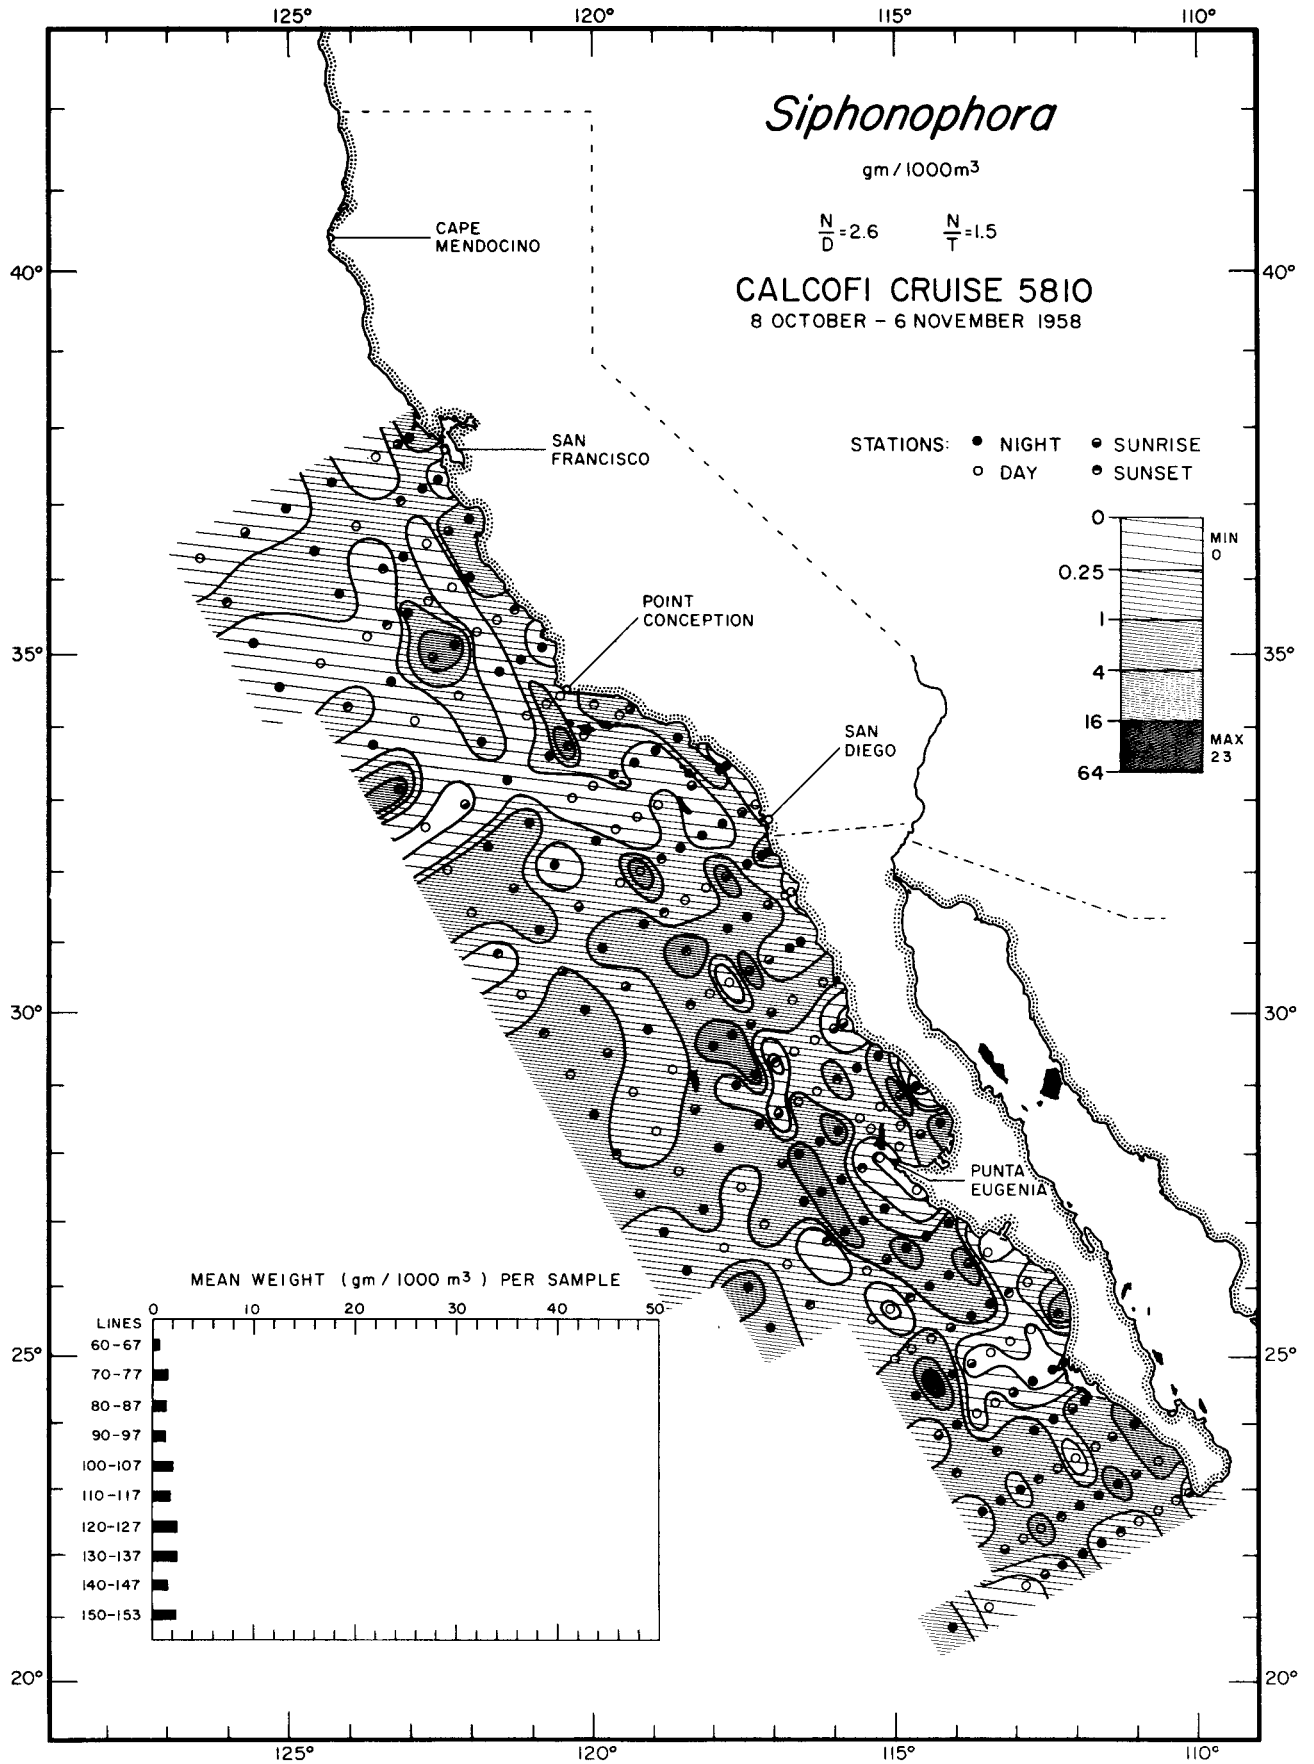 125° 120° 115° 110°
Siphonophora
gm/1000m³
N/D=2.6 N/T=1.5
CALCOFI CRUISE 5810
8 OCTOBER – 6 NOVEMBER 1958
CAPE
MENDOCINO
40° 40°
SAN
FRANCISCO
STATIONS: ● NIGHT SUNRISE
○ DAY SUNSET
0
MIN
0
0.25
1
4
16
MAX
23
64
POINT
CONCEPTION
35° 35°
SAN
DIEGO
30° 30°
PUNTA
EUGENIA
MEAN WEIGHT (gm/1000 m³) PER SAMPLE
0 10 20 30 40 50
LINES
60-67
70-77
80-87
90-97
100-107
110-117
120-127
130-137
140-147
150-153
25° 25°
20° 20°
125° 120° 115° 110°